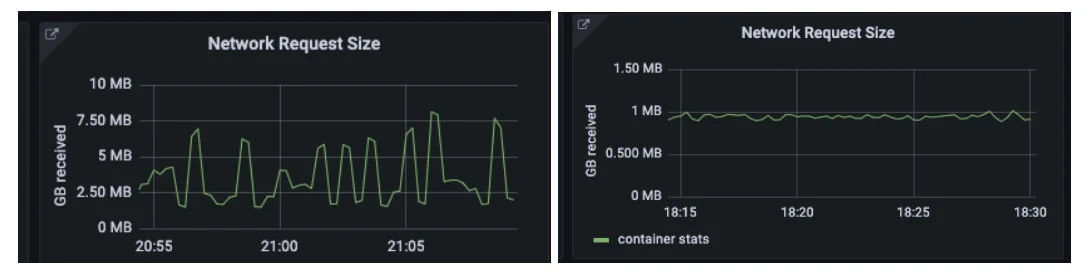 Network Request Size
10 MB
7.50 MB
5 MB
2.50 MB
0 MB
GB received
20:55
21:00
21:05
Network Request Size
1.50 MB
1 MB
0.500 MB
0 MB
GB received
18:15
18:20
18:25
18:30
container stats